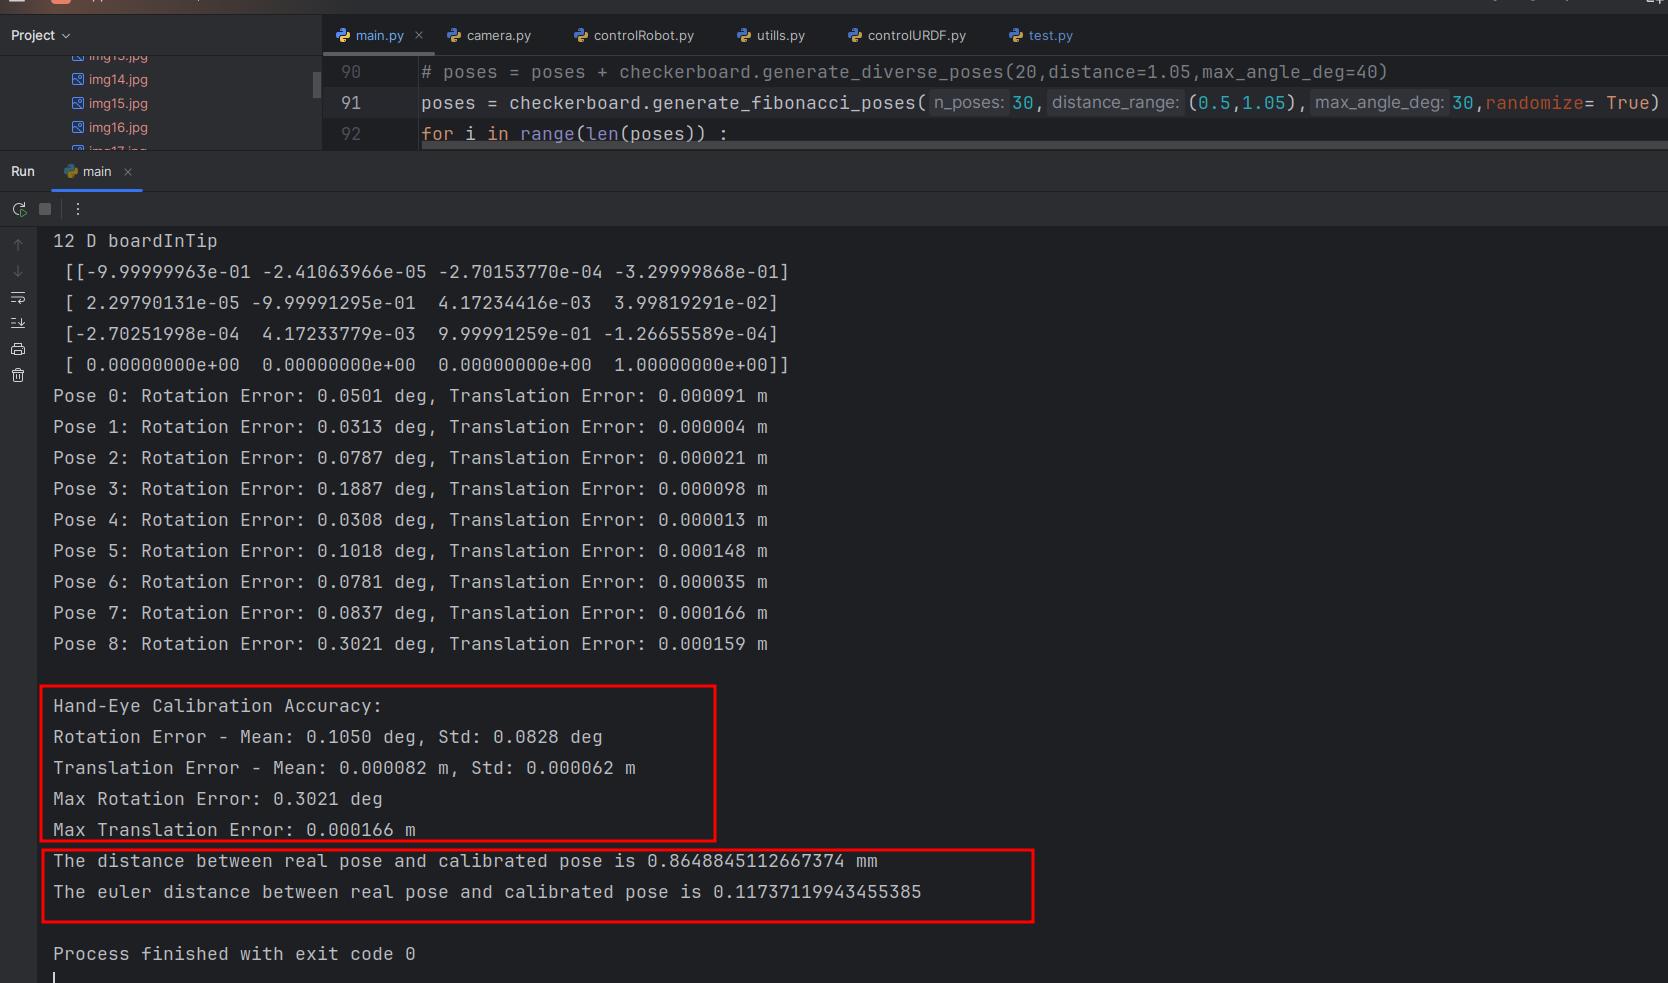 Project
main.py
camera.py
controlRobot.py
utills.py
controlURDF.py
test.py
img14.jpg
img15.jpg
img16.jpg
90 # poses = poses + checkerboard.generate_diverse_poses(20,distance=1.05,max_angle_deg=40)
91 poses = checkerboard.generate_fibonacci_poses( n_poses: 30, distance_range: (0.5,1.05), max_angle_deg: 30,randomize= True)
92 for i in range(len(poses)) :
Run main
12 D boardInTip
[[-9.99999963e-01 -2.41063966e-05 -2.70153770e-04 -3.29999868e-01]
[ 2.29790131e-05 -9.99991295e-01 4.17234416e-03 3.99819291e-02]
[-2.70251998e-04 4.17233779e-03 9.99991259e-01 -1.26655589e-04]
[ 0.00000000e+00 0.00000000e+00 0.00000000e+00 1.00000000e+00]]
Pose 0: Rotation Error: 0.0501 deg, Translation Error: 0.000091 m
Pose 1: Rotation Error: 0.0313 deg, Translation Error: 0.000004 m
Pose 2: Rotation Error: 0.0787 deg, Translation Error: 0.000021 m
Pose 3: Rotation Error: 0.1887 deg, Translation Error: 0.000098 m
Pose 4: Rotation Error: 0.0308 deg, Translation Error: 0.000013 m
Pose 5: Rotation Error: 0.1018 deg, Translation Error: 0.000148 m
Pose 6: Rotation Error: 0.0781 deg, Translation Error: 0.000035 m
Pose 7: Rotation Error: 0.0837 deg, Translation Error: 0.000166 m
Pose 8: Rotation Error: 0.3021 deg, Translation Error: 0.000159 m
Hand-Eye Calibration Accuracy:
Rotation Error - Mean: 0.1050 deg, Std: 0.0828 deg
Translation Error - Mean: 0.000082 m, Std: 0.000062 m
Max Rotation Error: 0.3021 deg
Max Translation Error: 0.000166 m
The distance between real pose and calibrated pose is 0.8648845112667374 mm
The euler distance between real pose and calibrated pose is 0.11737119943455385
Process finished with exit code 0